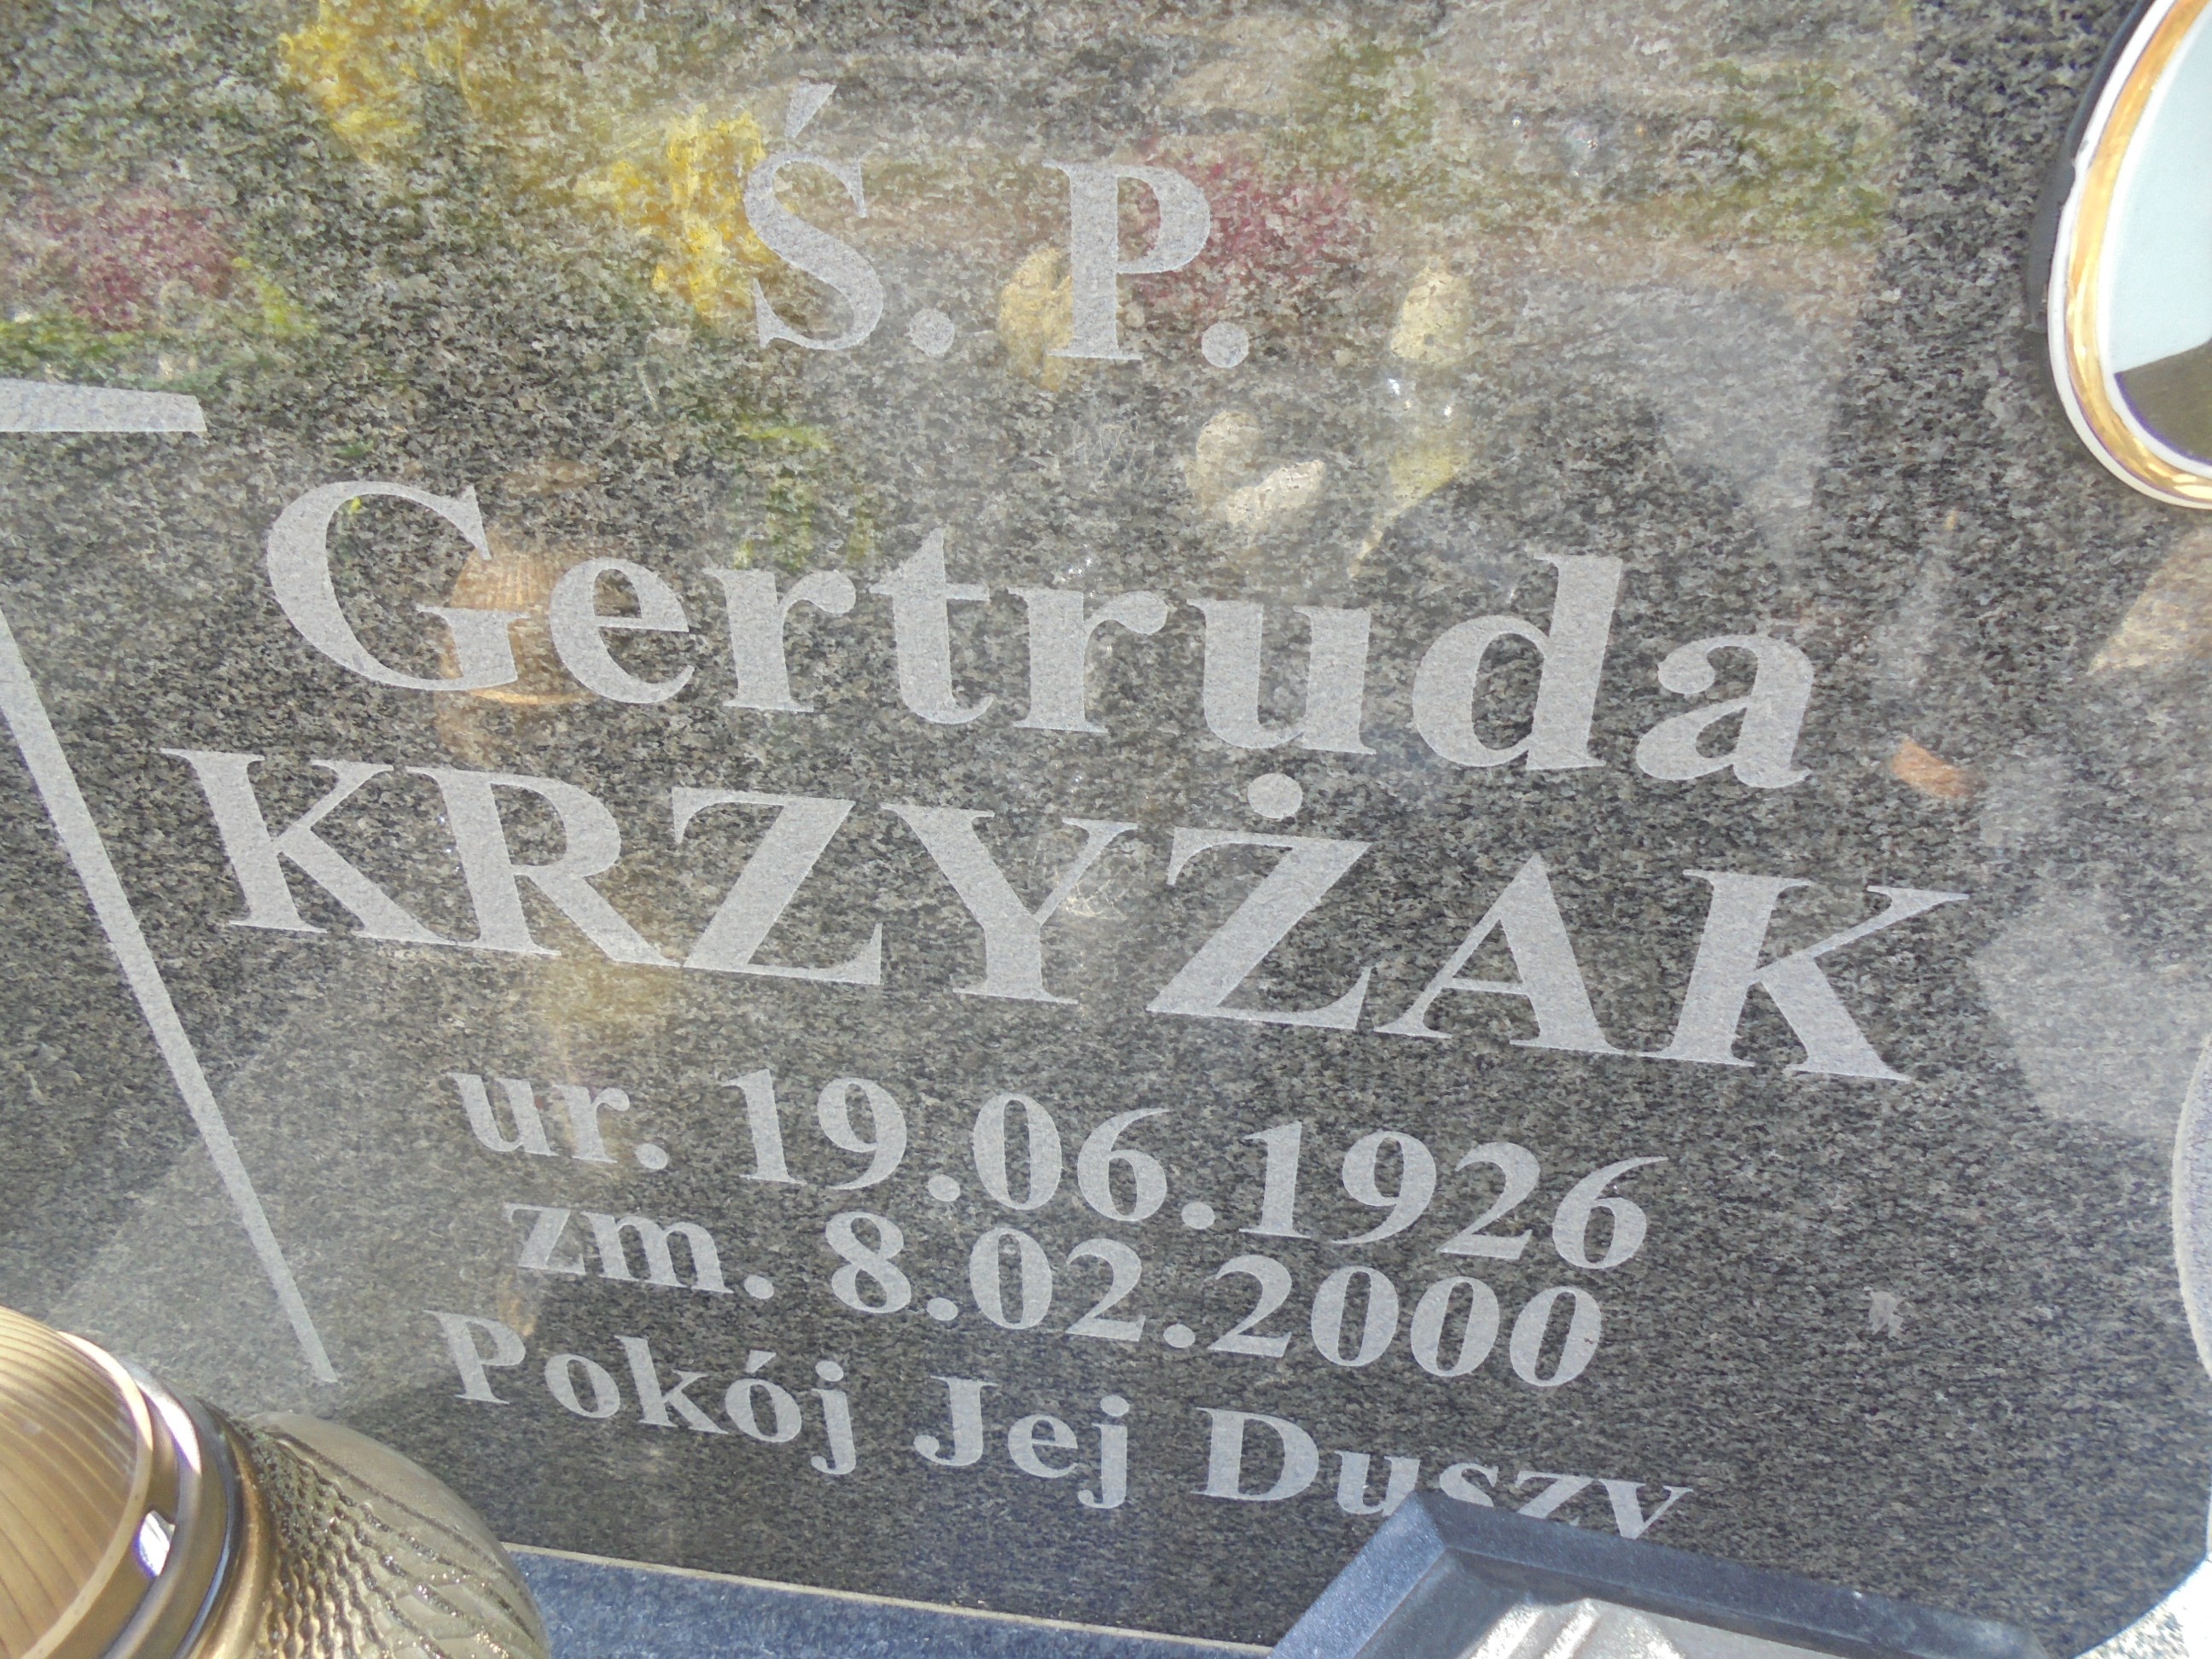 Ś. P.
Gertruda
KRZYŻAK
ur. 19.06.1926
zm. 8.02.2000
Pokój Jej Duszy